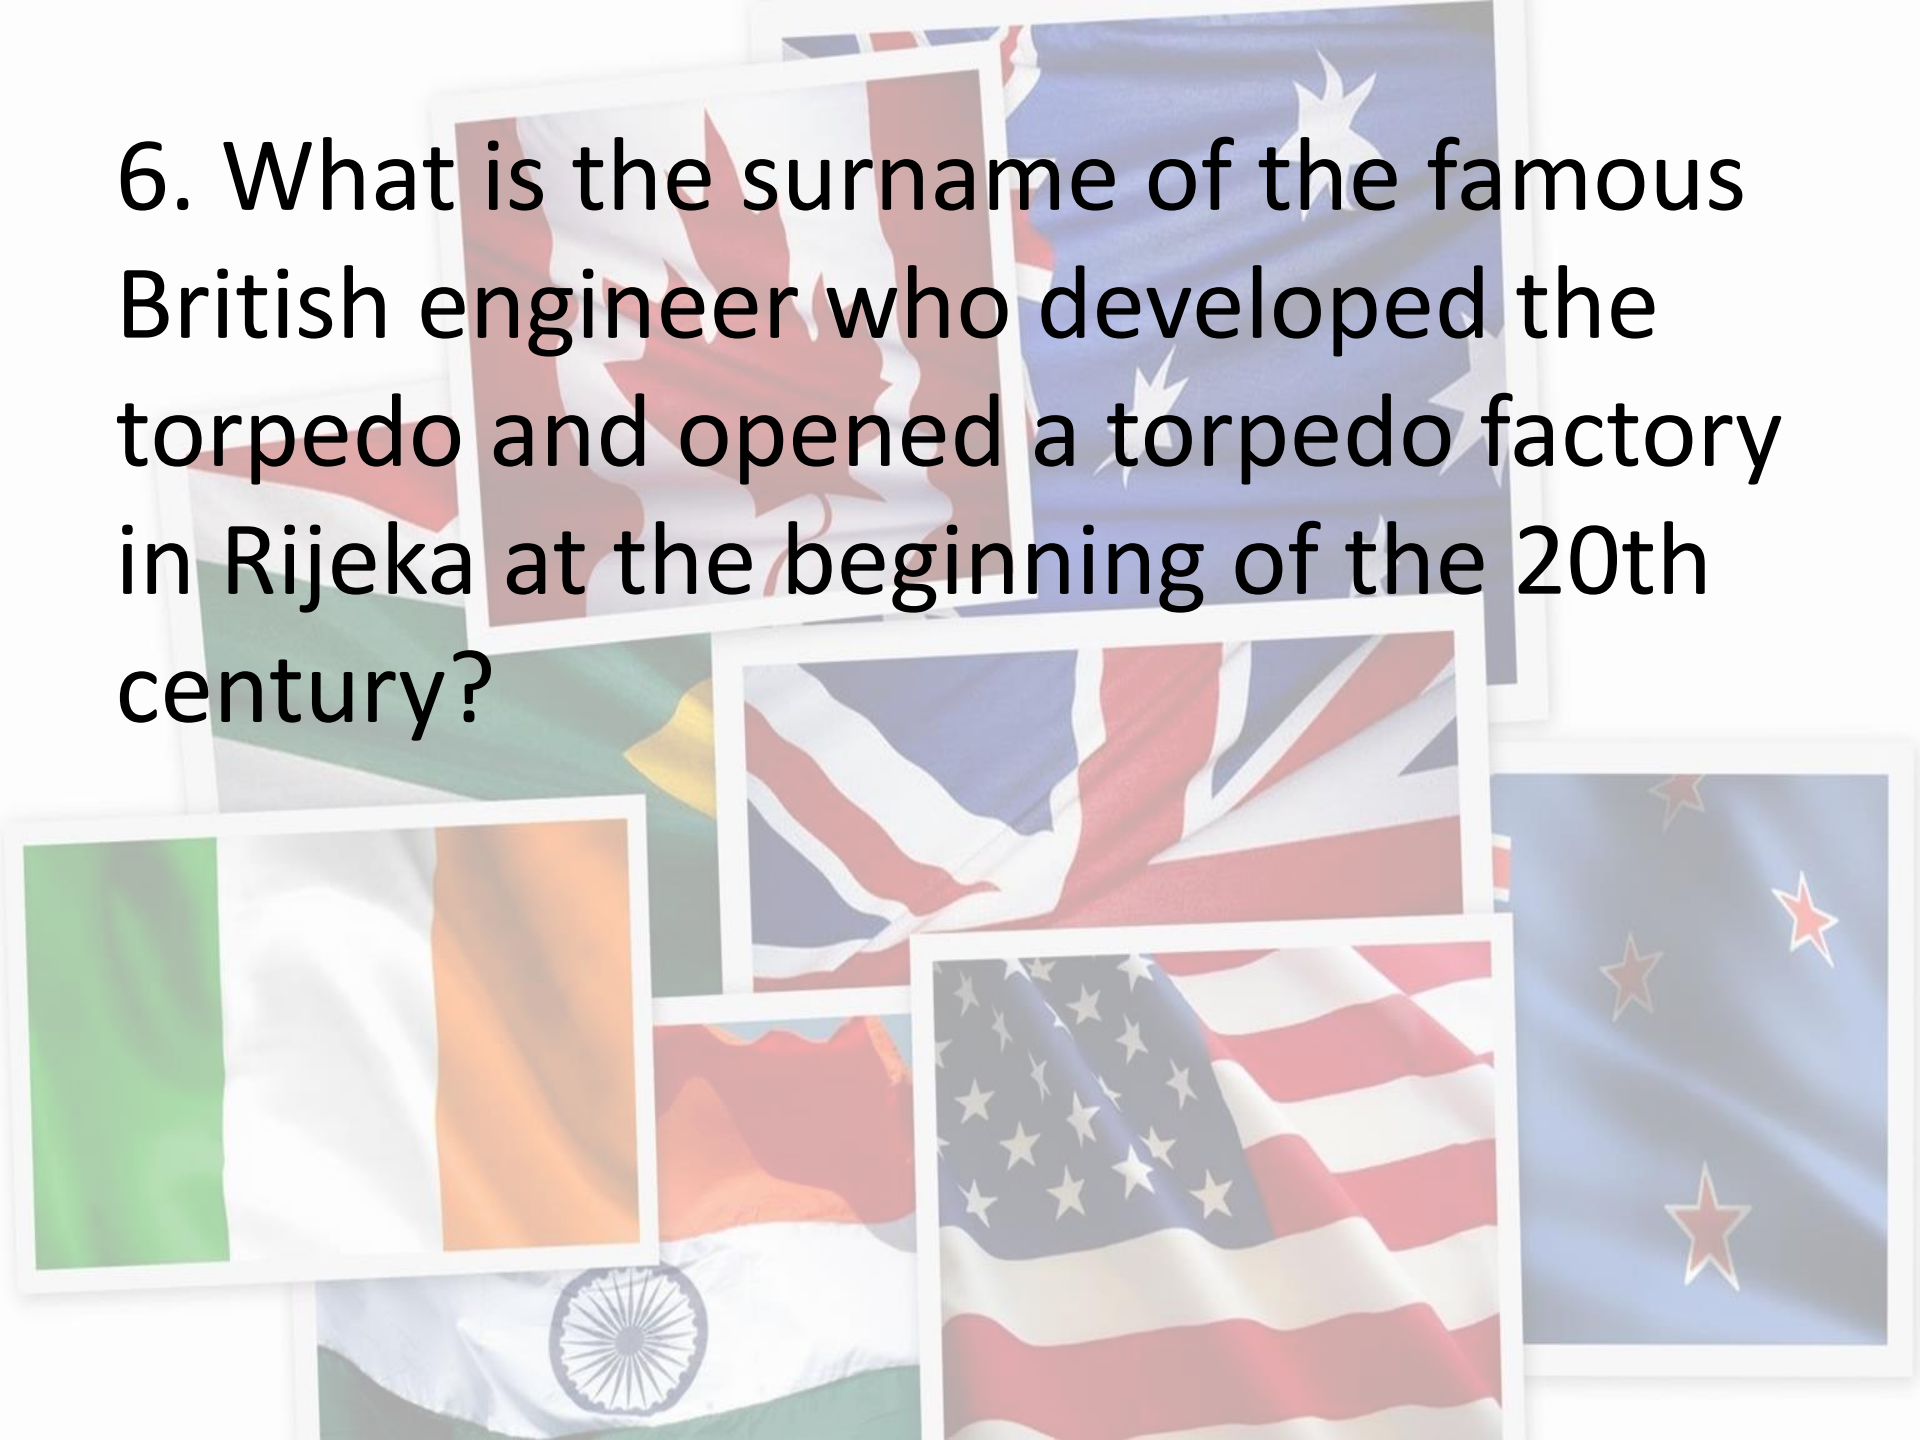 6. What is the surname of the famous
British engineer who developed the
torpedo and opened a torpedo factory
in Rijeka at the beginning of the 20th
century?